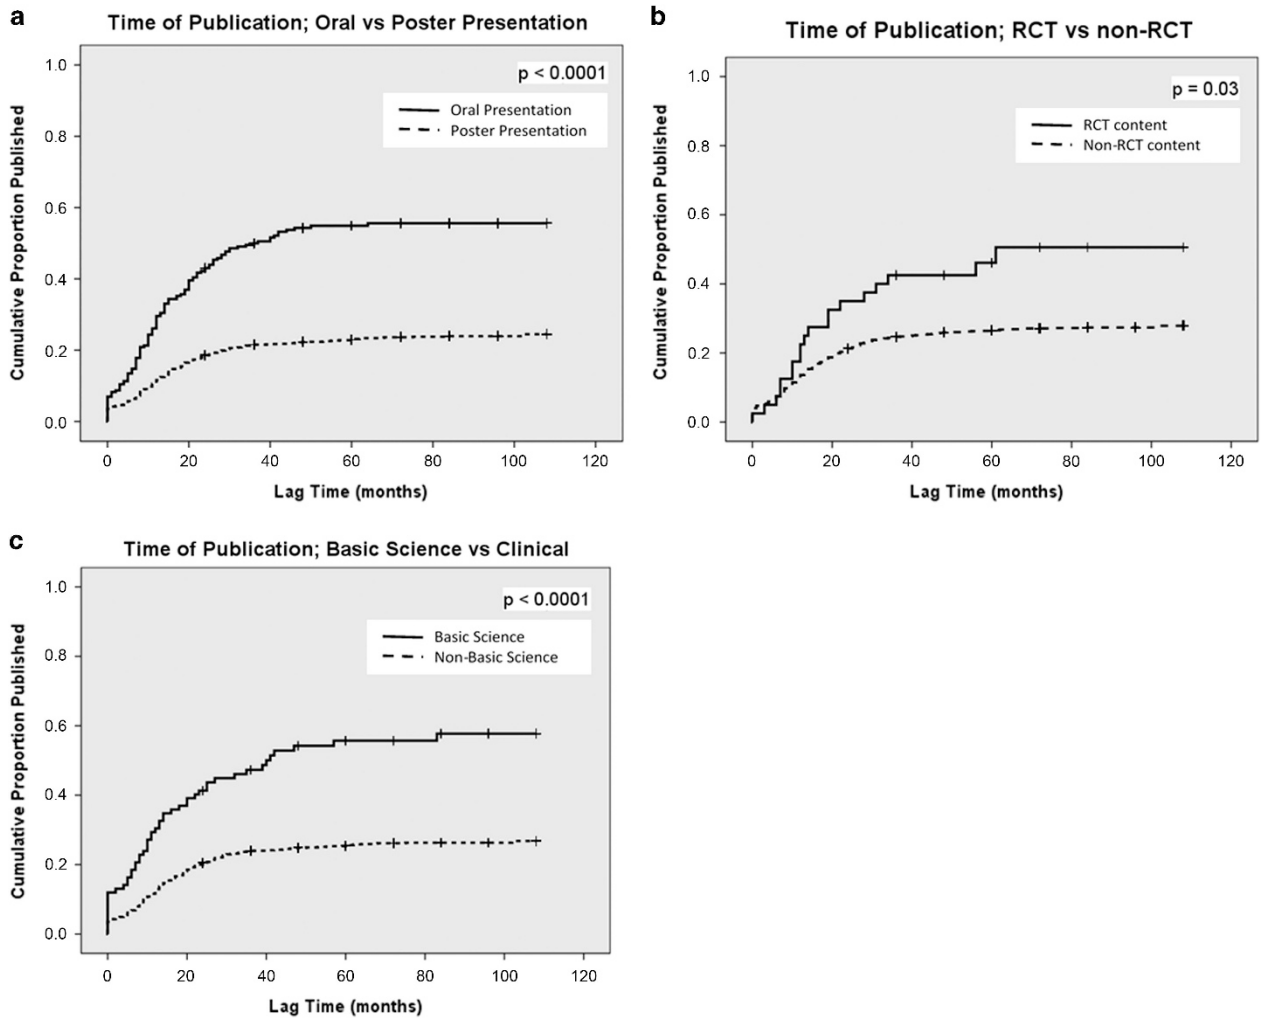 a
Time of Publication; Oral vs Poster Presentation
p < 0.0001
Oral Presentation
Poster Presentation
Cumulative Proportion Published
1.0
0.8
0.6
0.4
0.2
0.0
0 20 40 60 80 100 120
Lag Time (months)
b
Time of Publication; RCT vs non-RCT
p = 0.03
RCT content
Non-RCT content
Cumulative Proportion Published
1.0
0.8
0.6
0.4
0.2
0.0
0 20 40 60 80 100 120
Lag Time (months)
c
Time of Publication; Basic Science vs Clinical
p < 0.0001
Basic Science
Non-Basic Science
Cumulative Proportion Published
1.0
0.8
0.6
0.4
0.2
0.0
0 20 40 60 80 100 120
Lag Time (months)